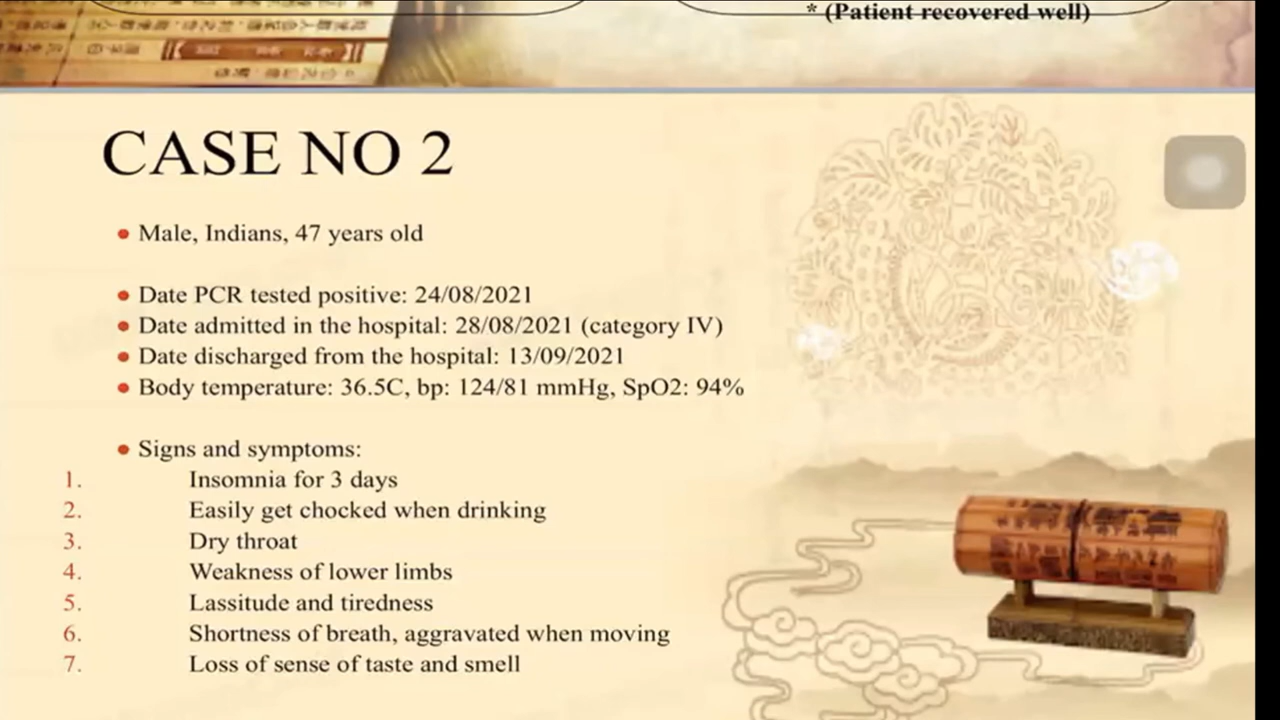 * (Patient recovered well)
CASE NO 2
• Male, Indians, 47 years old
• Date PCR tested positive: 24/08/2021
• Date admitted in the hospital: 28/08/2021 (category IV)
• Date discharged from the hospital: 13/09/2021
• Body temperature: 36.5C, bp: 124/81 mmHg, SpO2: 94%
• Signs and symptoms:
1. Insomnia for 3 days
2. Easily get chocked when drinking
3. Dry throat
4. Weakness of lower limbs
5. Lassitude and tiredness
6. Shortness of breath, aggravated when moving
7. Loss of sense of taste and smell